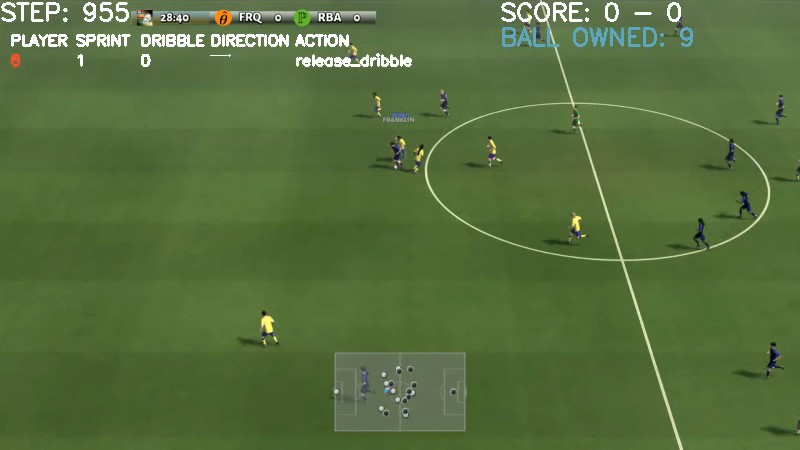 STEP: 955
28:40 FRQ 0 P RBA 0
SCORE: 0 - 0
BALL OWNED: 9
PLAYER SPRINT DRIBBLE DIRECTION ACTION
6 1 0 → release_dribble
FRANKLIN